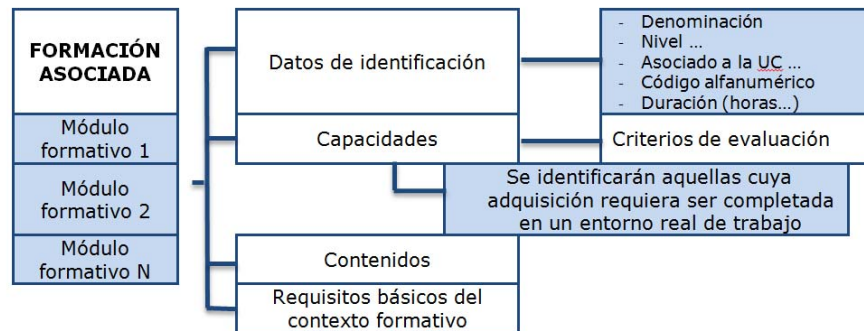 FORMACIÓN
ASOCIADA
Módulo
formativo 1
Módulo
formativo 2
Módulo
formativo N
Datos de identificación
- Denominación
- Nivel ...
- Asociado a la UC ...
- Código alfanumérico
- Duración (horas...)
Capacidades
Criterios de evaluación
Se identificarán aquellas cuya
adquisición requiera ser completada
en un entorno real de trabajo
Contenidos
Requisitos básicos del
contexto formativo